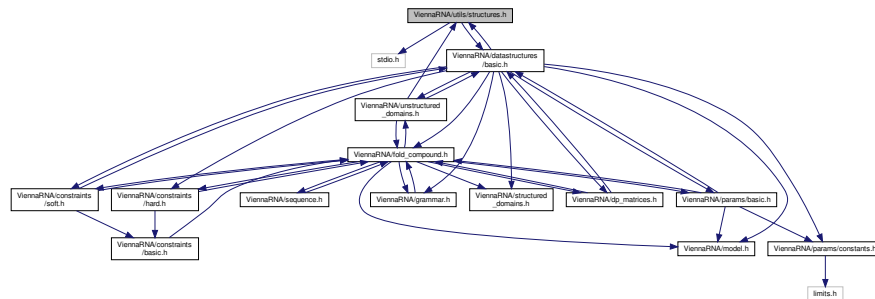 ViennaRNA/utils/structures.h
stdio.h
ViennaRNA/datastructures
/basic.h
ViennaRNA/unstructured
_domains.h
ViennaRNA/fold_compound.h
ViennaRNA/constraints
/soft.h
ViennaRNA/constraints
/hard.h
ViennaRNA/sequence.h
ViennaRNA/grammar.h
ViennaRNA/structured
_domains.h
ViennaRNA/dp_matrices.h
ViennaRNA/params/basic.h
ViennaRNA/constraints
/basic.h
ViennaRNA/model.h
ViennaRNA/params/constants.h
limits.h